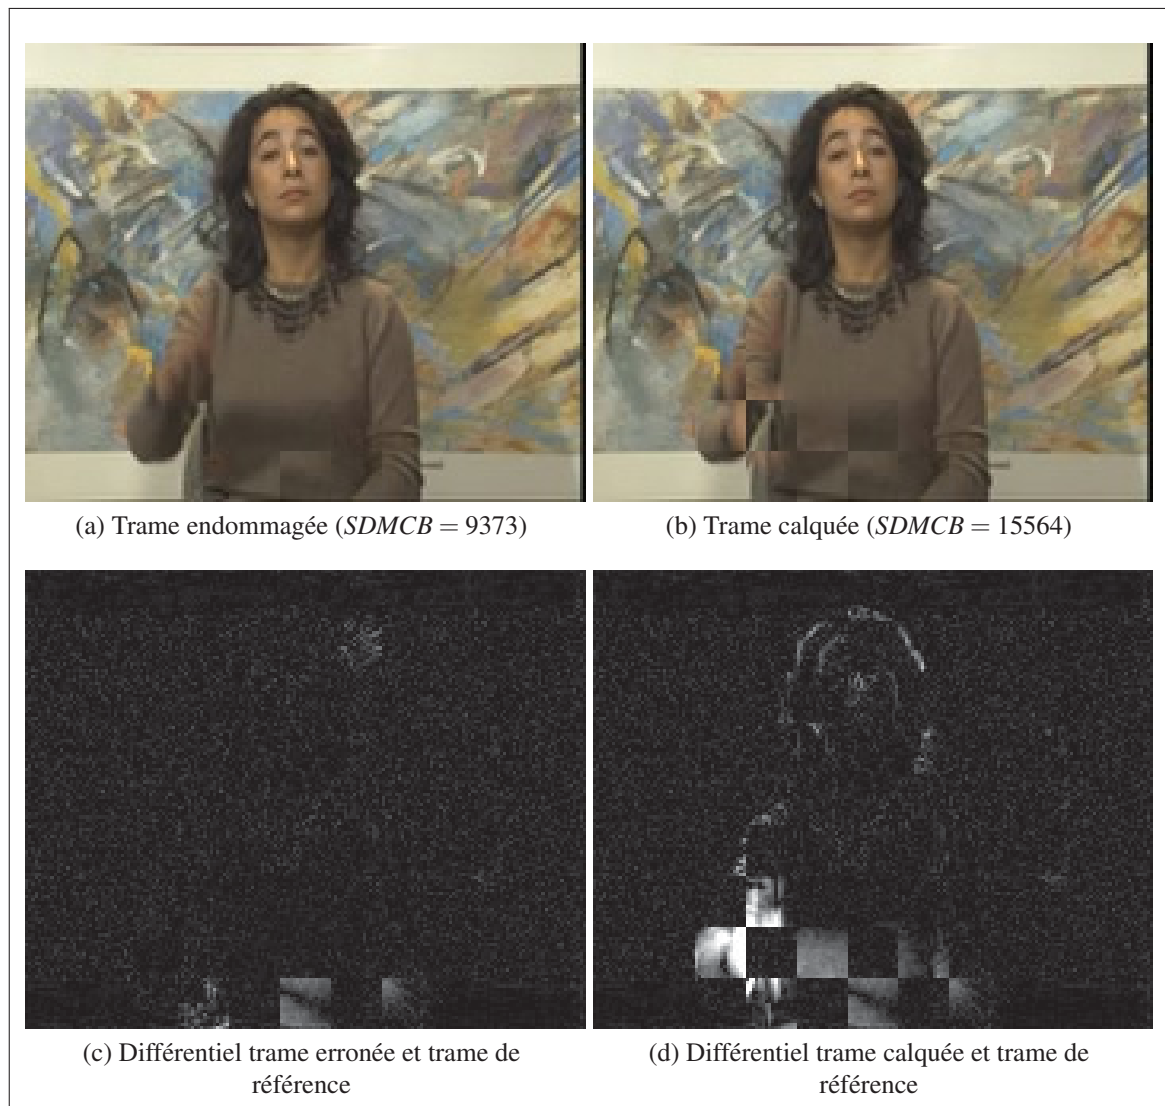 (a) Trame endommagée (SDMCB = 9373)
(b) Trame calquée (SDMCB = 15564)
(c) Différentiel trame erronée et trame de
référence
(d) Différentiel trame calquée et trame de
référence